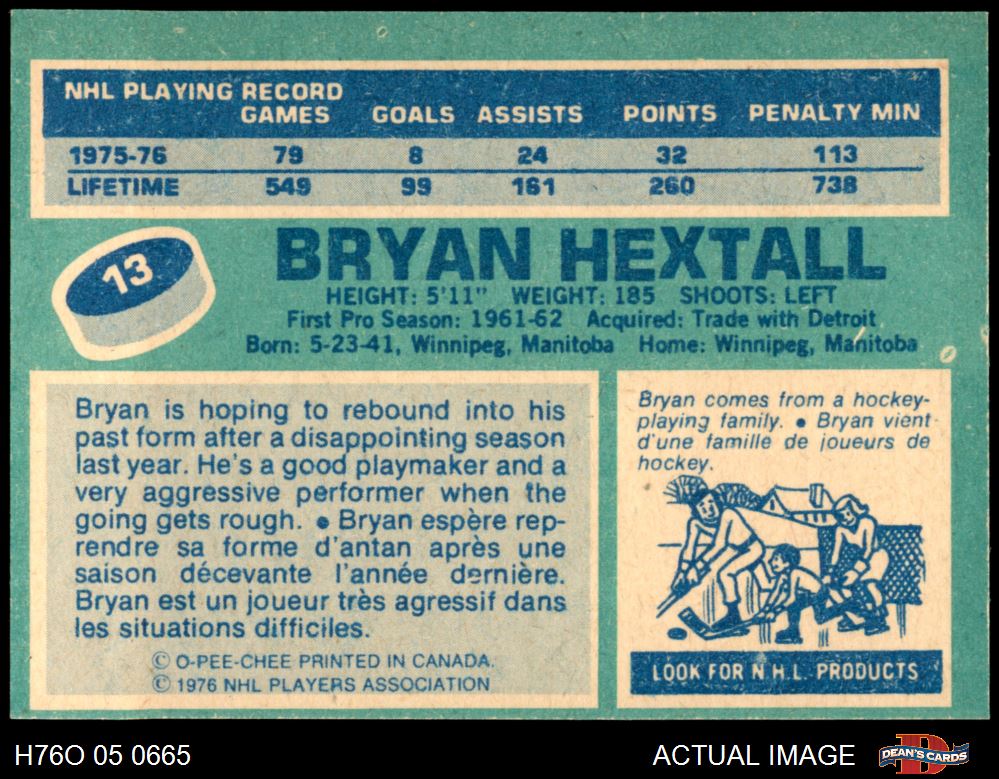 NHL PLAYING RECORD
GAMES GOALS ASSISTS POINTS PENALTY MIN
1975-76 79 8 24 32 113
LIFETIME 549 99 161 260 738
13
BRYAN HEXTALL
HEIGHT: 5'11" WEIGHT: 185 SHOOTS: LEFT
First Pro Season: 1961-62 Acquired: Trade with Detroit
Born: 5-23-41, Winnipeg, Manitoba Home: Winnipeg, Manitoba
Bryan is hoping to rebound into his
past form after a disappointing season
last year. He's a good playmaker and a
very aggressive performer when the
going gets rough. • Bryan espère rep-
rendre sa forme d'antan après une
saison décevante l'année dernière.
Bryan est un joueur très agressif dans
les situations difficiles.
© O-PEE-CHEE PRINTED IN CANADA.
© 1976 NHL PLAYERS ASSOCIATION
Bryan comes from a hockey-
playing family. • Bryan vient
d'une famille de joueurs de
hockey.
LOOK FOR N.H.L. PRODUCTS
H76O 05 0665
ACTUAL IMAGE
DEAN'S CARDS